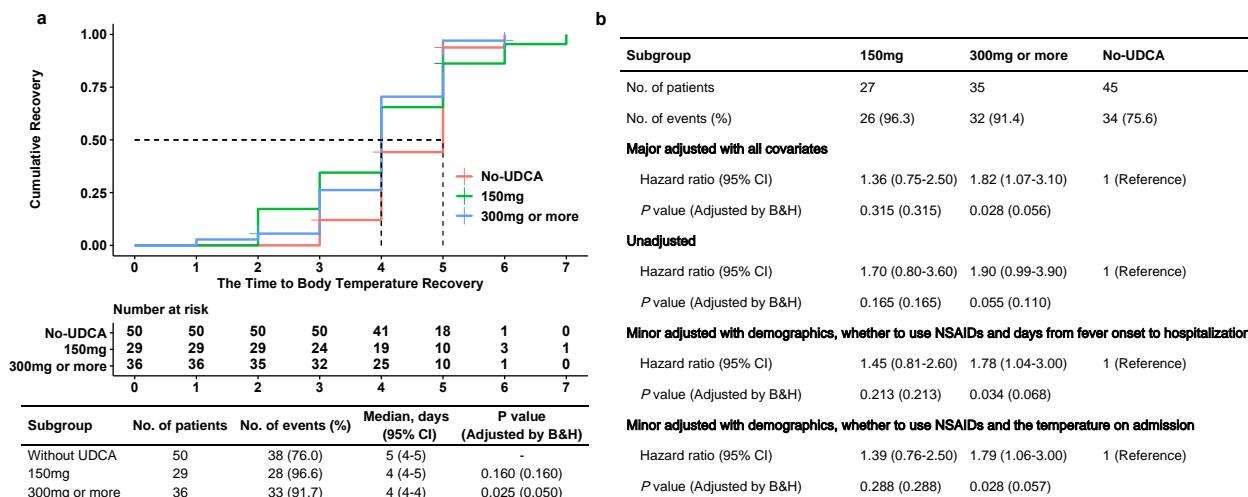 a
1.00
0.75
0.50
0.25
0.00
Cumulative Recovery
No-UDCA
150mg
300mg or more
0 1 2 3 4 5 6 7
The Time to Body Temperature Recovery
Number at risk
No-UDCA 50 50 50 50 41 18 1 0
150mg 29 29 29 24 19 10 3 1
300mg or more 36 36 35 32 25 10 1 0
0 1 2 3 4 5 6 7
Subgroup No. of patients No. of events (%) Median, days (95% CI) P value (Adjusted by B&H)
Without UDCA 50 38 (76.0) 5 (4-5) -
150mg 29 28 (96.6) 4 (4-5) 0.160 (0.160)
300mg or more 36 33 (91.7) 4 (4-4) 0.025 (0.050)
b
Subgroup 150mg 300mg or more No-UDCA
No. of patients 27 35 45
No. of events (%) 26 (96.3) 32 (91.4) 34 (75.6)
Major adjusted with all covariates
Hazard ratio (95% CI) 1.36 (0.75-2.50) 1.82 (1.07-3.10) 1 (Reference)
P value (Adjusted by B&H) 0.315 (0.315) 0.028 (0.056)
Unadjusted
Hazard ratio (95% CI) 1.70 (0.80-3.60) 1.90 (0.99-3.90) 1 (Reference)
P value (Adjusted by B&H) 0.165 (0.165) 0.055 (0.110)
Minor adjusted with demographics, whether to use NSAIDs and days from fever onset to hospitalization
Hazard ratio (95% CI) 1.45 (0.81-2.60) 1.78 (1.04-3.00) 1 (Reference)
P value (Adjusted by B&H) 0.213 (0.213) 0.034 (0.068)
Minor adjusted with demographics, whether to use NSAIDs and the temperature on admission
Hazard ratio (95% CI) 1.39 (0.76-2.50) 1.79 (1.06-3.00) 1 (Reference)
P value (Adjusted by B&H) 0.288 (0.288) 0.028 (0.057)